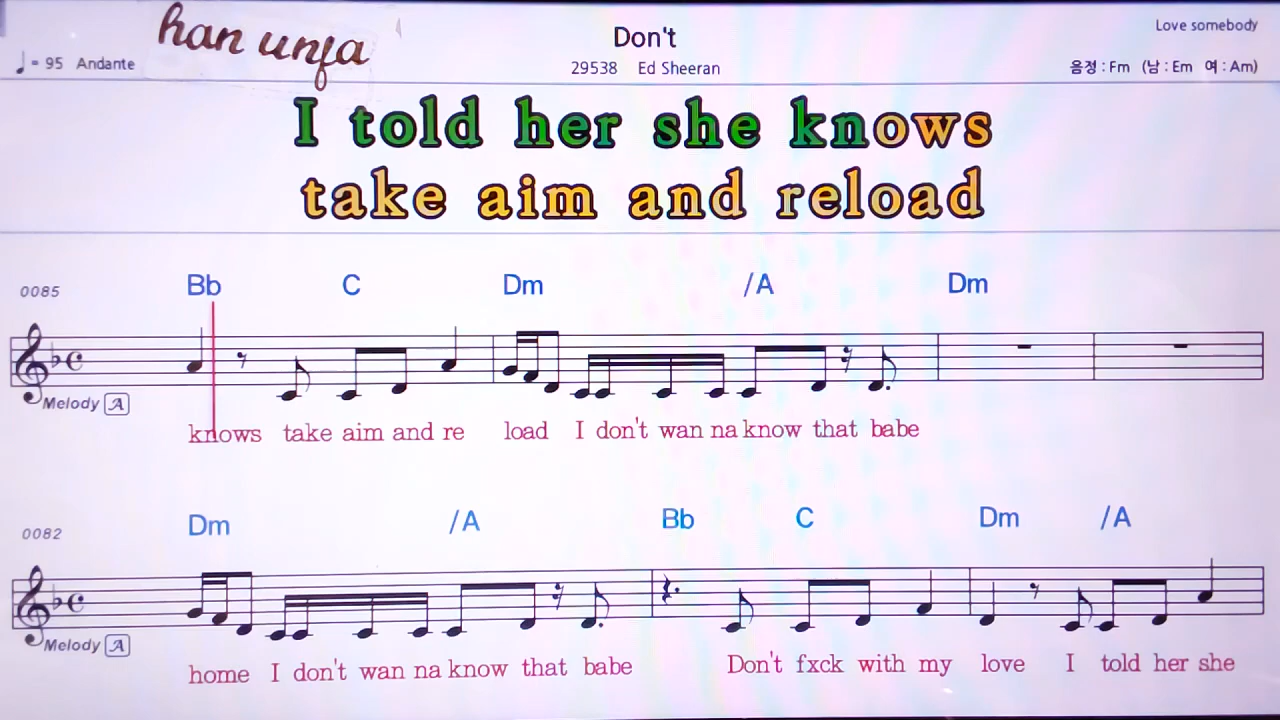 han unja
Don't
Love somebody
♩= 95 Andante
29538 Ed Sheeran
음정 : Fm (남 : Em 여 : Am)
I told her she knows
take aim and reload
0085
Bb C Dm /A Dm
Melody A
knows take aim and re load I don't wan na know that babe
0082
Dm /A Bb C Dm /A
Melody A
home I don't wan na know that babe Don't fxck with my love I told her she